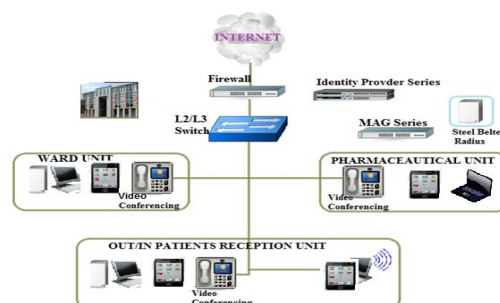 INTERNET
Firewall
Identity Provder Series
L2/L3
Switch
MAG Series
Steel Belte
Radius
WARD UNIT
Video
Conferencing
PHARMACEAUTICAL UNIT
Video
Conferencing
OUT/IN PATIENTS RECEPTION UNIT
Video
Conferencing